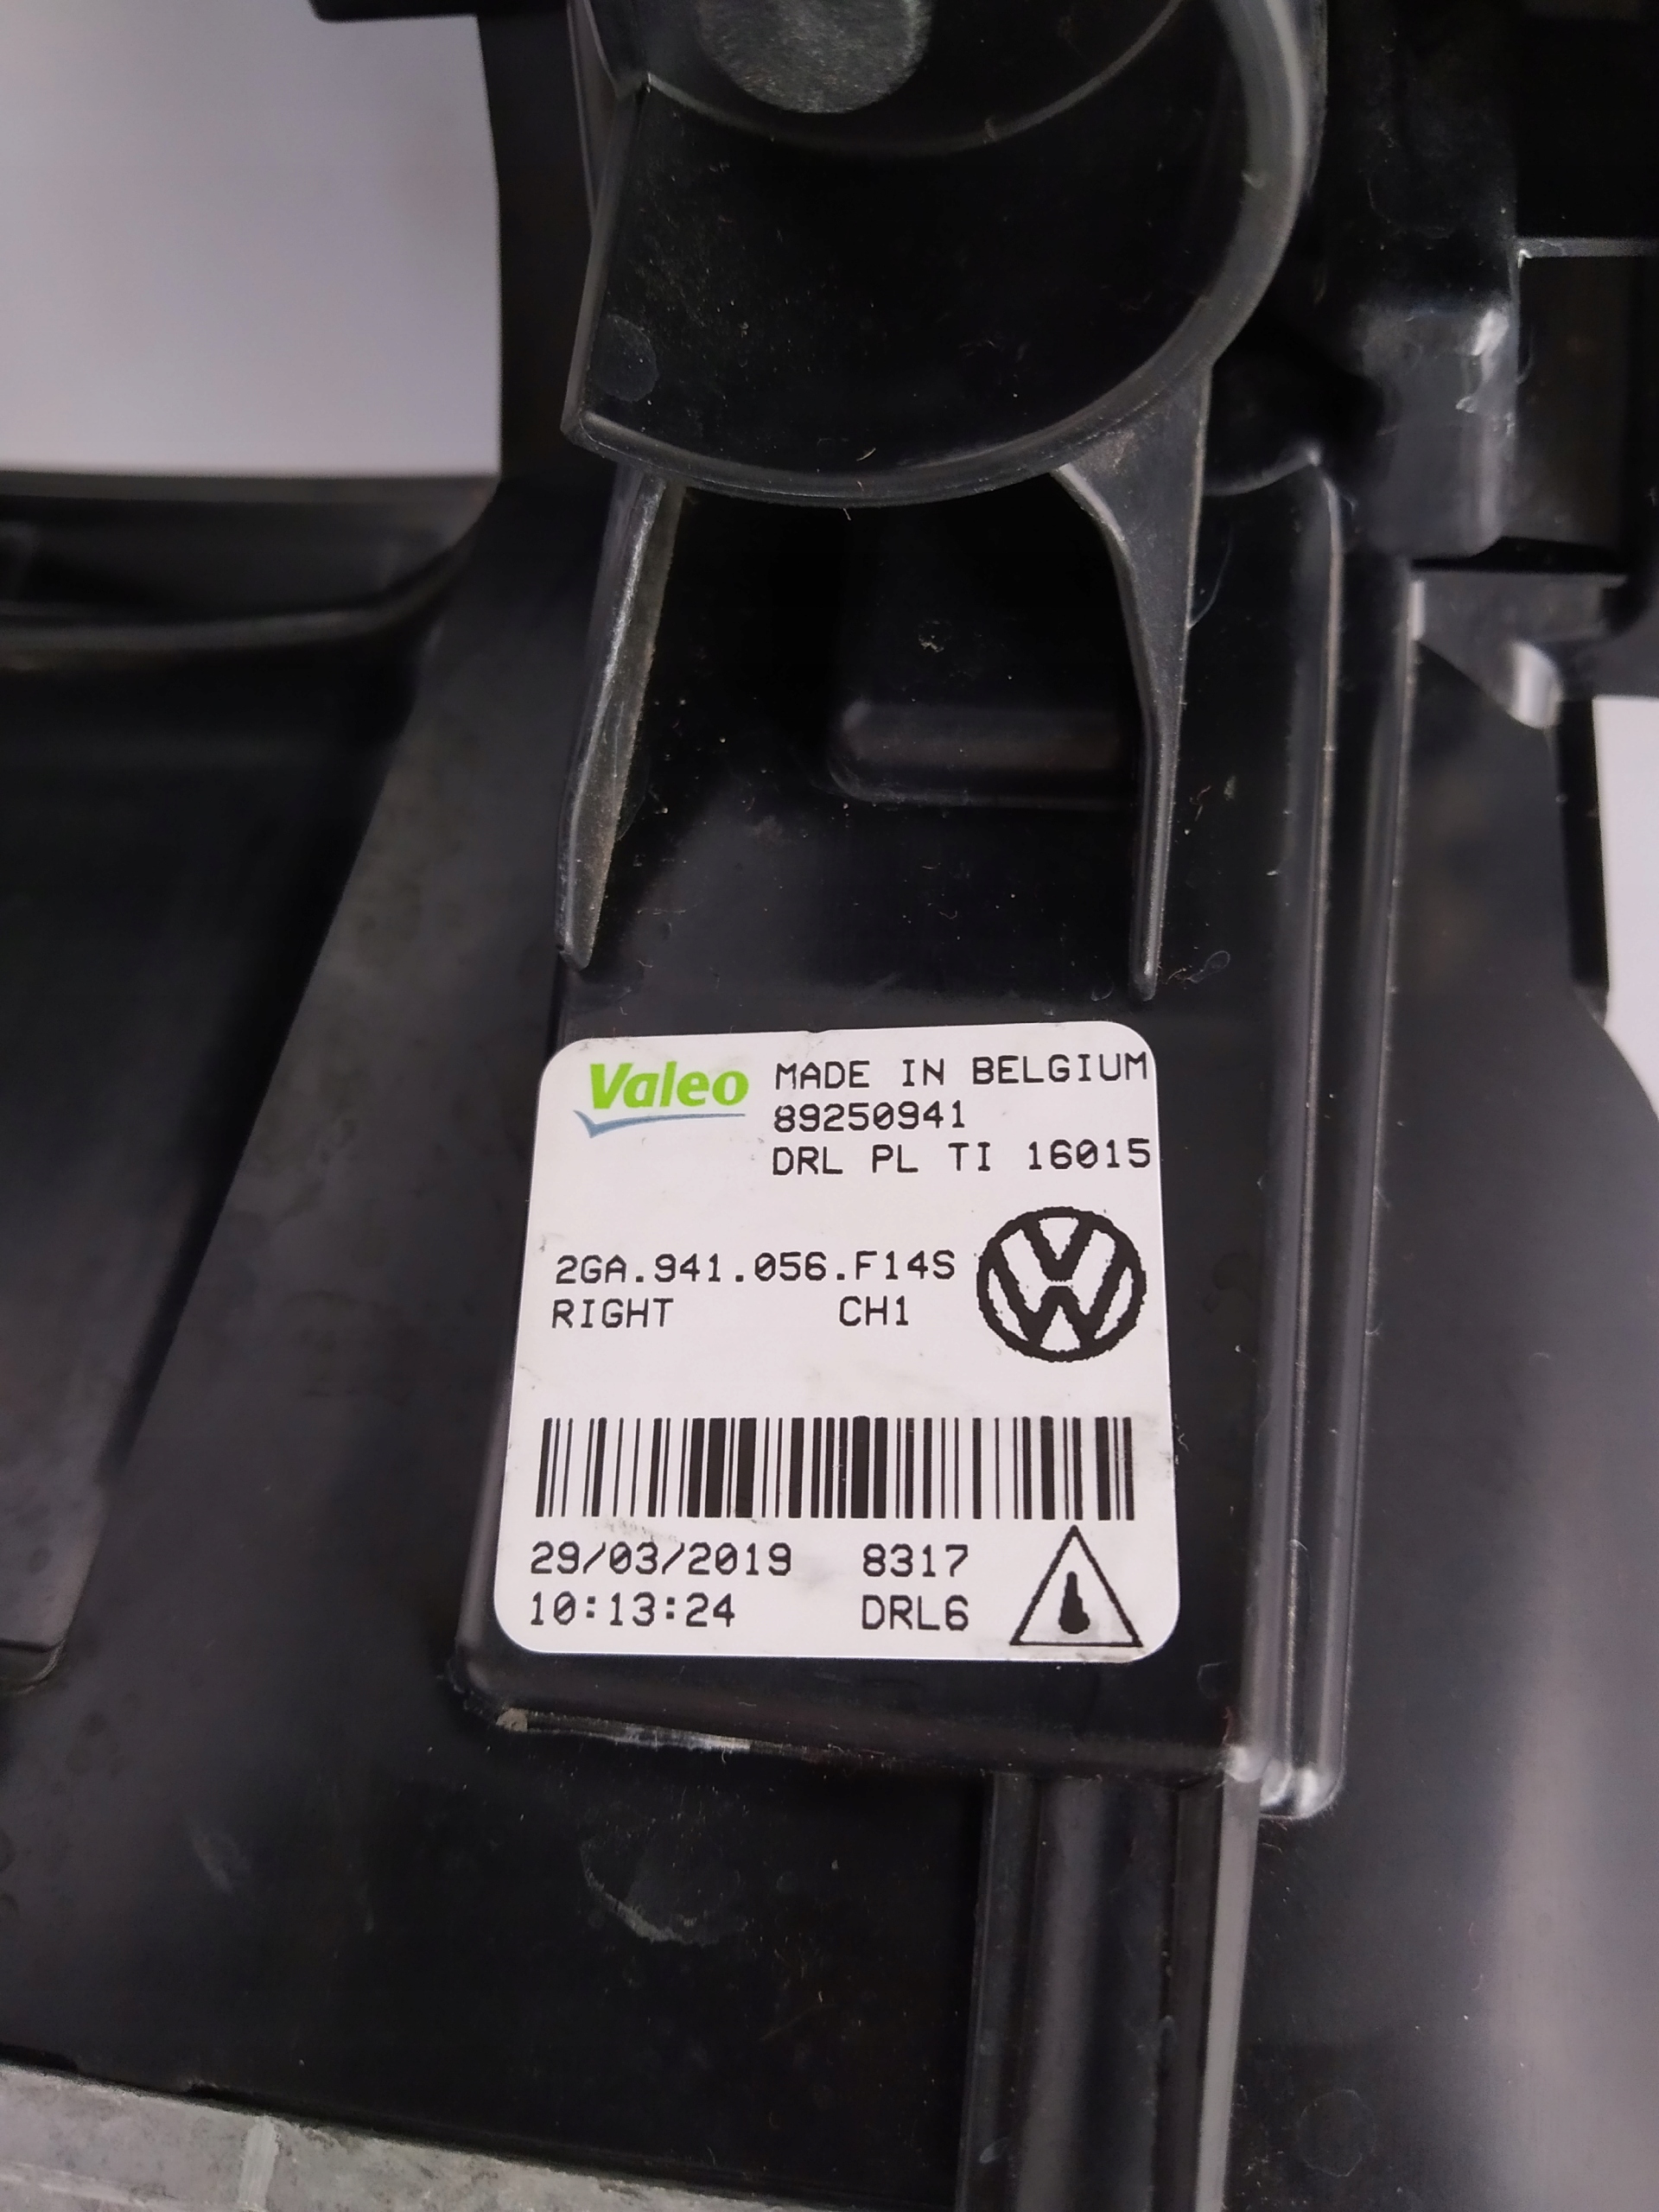 Valeo MADE IN BELGIUM
89250941
DRL PL TI 16015
2GA.941.056.F14S
RIGHT CH1
29/03/2019 8317
10:13:24 DRL6